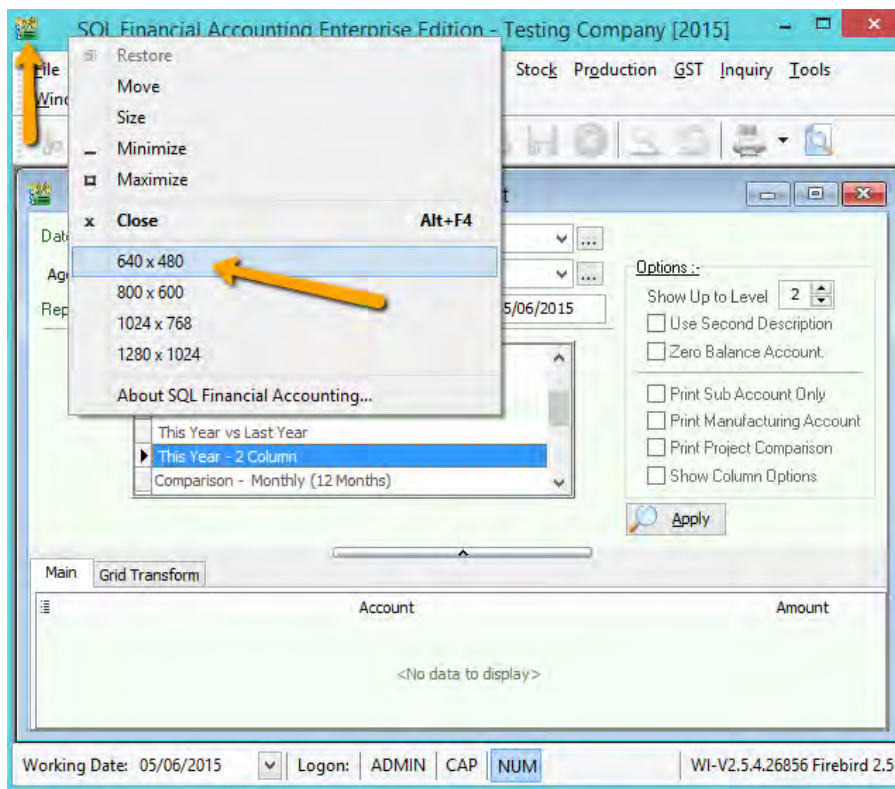 SQL Financial Accounting Enterprise Edition - Testing Company [2015]
File Stock Production GST Inquiry Tools
Restore
Move
Size
Minimize
Maximize
x Close Alt+F4
640 x 480
800 x 600
1024 x 768
1280 x 1024
About SQL Financial Accounting...
5/06/2015
This Year vs Last Year
This Year - 2 Column
Comparison - Monthly (12 Months)
Options :-
Show Up to Level 2
Use Second Description
Zero Balance Account.
Print Sub Account Only
Print Manufacturing Account
Print Project Comparison
Show Column Options
Apply
Main Grid Transform
Account Amount
<No data to display>
Working Date: 05/06/2015 Logon: ADMIN CAP NUM WI-V2.5.4.26856 Firebird 2.5